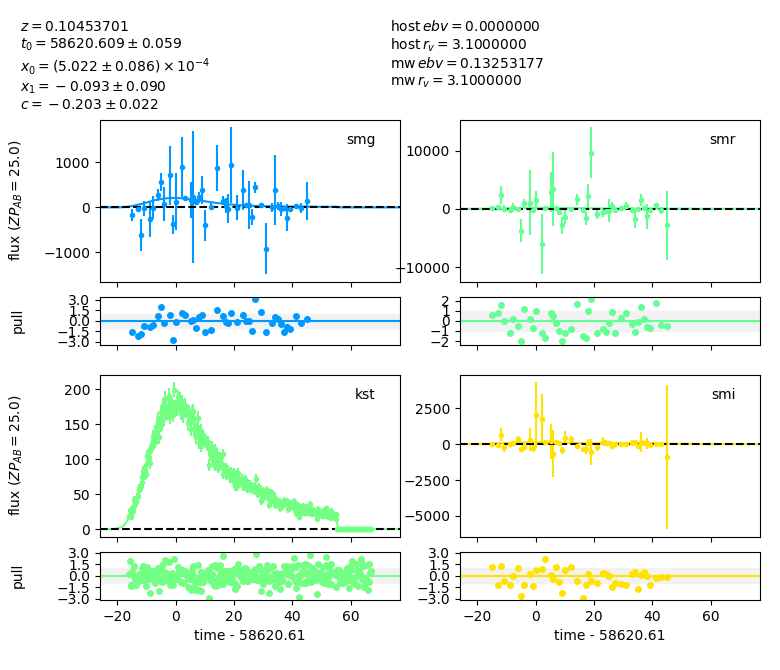 z = 0.10453701
t₀ = 58620.609 ± 0.059
x₀ = (5.022 ± 0.086) × 10⁻⁴
x₁ = −0.093 ± 0.090
c = −0.203 ± 0.022
host ebv = 0.0000000
host r_v = 3.1000000
mw ebv = 0.13253177
mw r_v = 3.1000000
smg
1000
0
−1000
flux (ZP_AB = 25.0)
smr
10000
0
−10000
3.0
1.5
0.0
−1.5
−3.0
pull
2
1
0
−1
−2
kst
200
150
100
50
0
flux (ZP_AB = 25.0)
smi
2500
0
−2500
−5000
3.0
1.5
0.0
−1.5
−3.0
pull
−20 0 20 40 60
time - 58620.61
3.0
1.5
0.0
−1.5
−3.0
−20 0 20 40 60
time - 58620.61